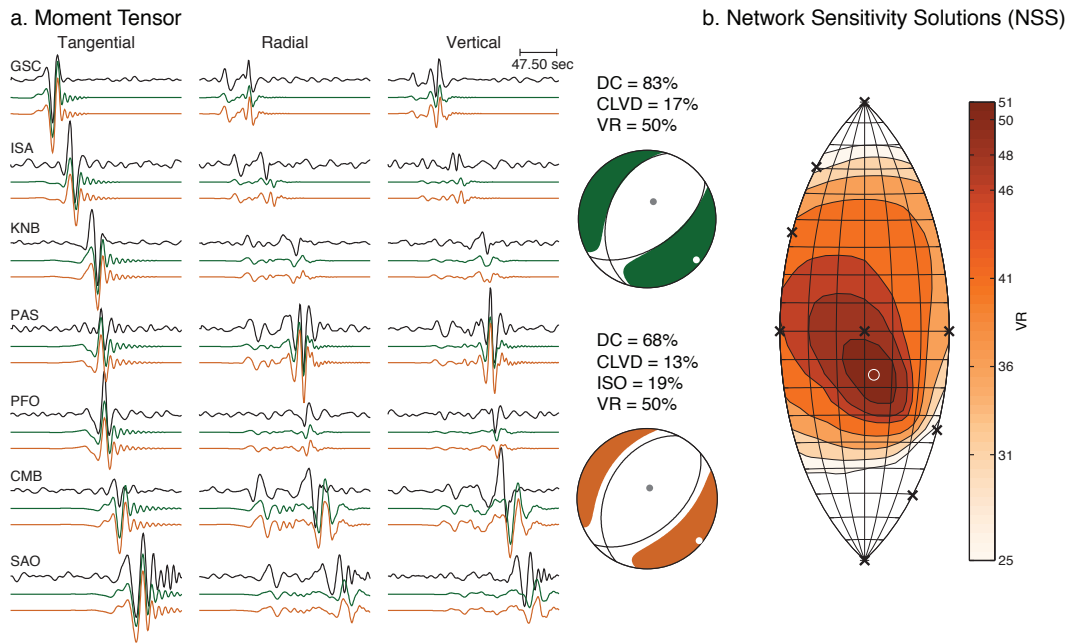 a. Moment Tensor
b. Network Sensitivity Solutions (NSS)
Tangential
Radial
Vertical
47.50 sec
GSC
ISA
KNB
PAS
PFO
CMB
SAO
DC = 83%
CLVD = 17%
VR = 50%
DC = 68%
CLVD = 13%
ISO = 19%
VR = 50%
51
50
48
46
41
36
31
25
VR